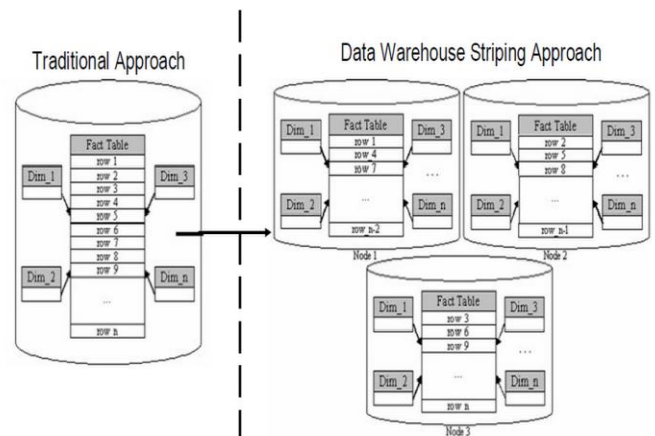 Traditional Approach
Data Warehouse Striping Approach
Fact Table
row 1
row 2
row 3
row 4
row 5
row 6
row 7
row 8
row 9
...
row n
Dim_1
Dim_3
Dim_2
Dim_n
Dim_1
Fact Table
row 1
row 4
row 7
...
row n-2
Dim_3
...
Dim_2
Dim_n
Node 1
Dim_1
Fact Table
row 2
row 5
row 8
...
row n-1
Dim_3
...
Dim_2
Dim_n
Node 2
Dim_1
Fact Table
row 3
row 6
row 9
...
row n
Dim_3
...
Dim_2
Dim_n
Node 3